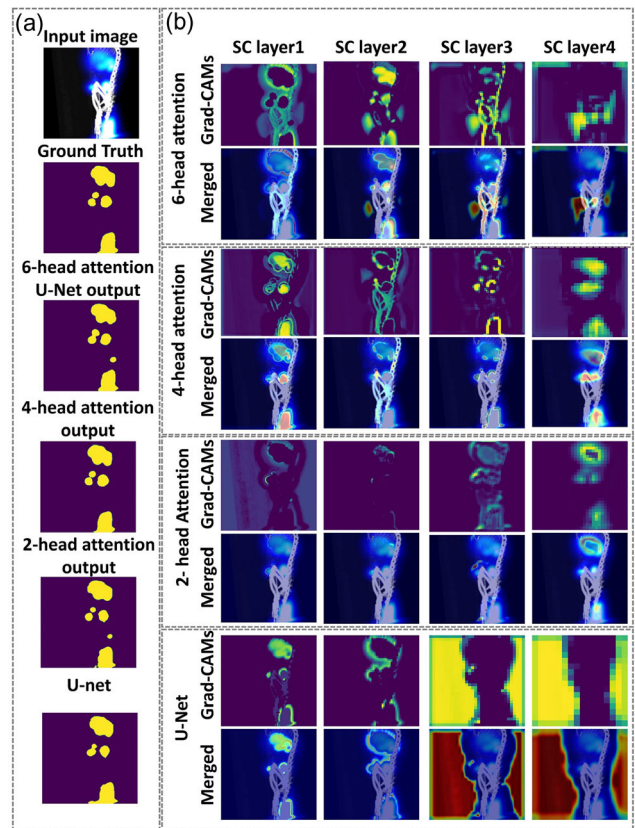 (a)
Input image
Ground Truth
6-head attention
U-Net output
4-head attention
output
2-head attention
output
U-net
(b)
SC layer1 SC layer2 SC layer3 SC layer4
6-head attention
Grad-CAMs
Merged
4-head attention
Grad-CAMs
Merged
2- head Attention
Grad-CAMs
Merged
U-Net
Grad-CAMs
Merged